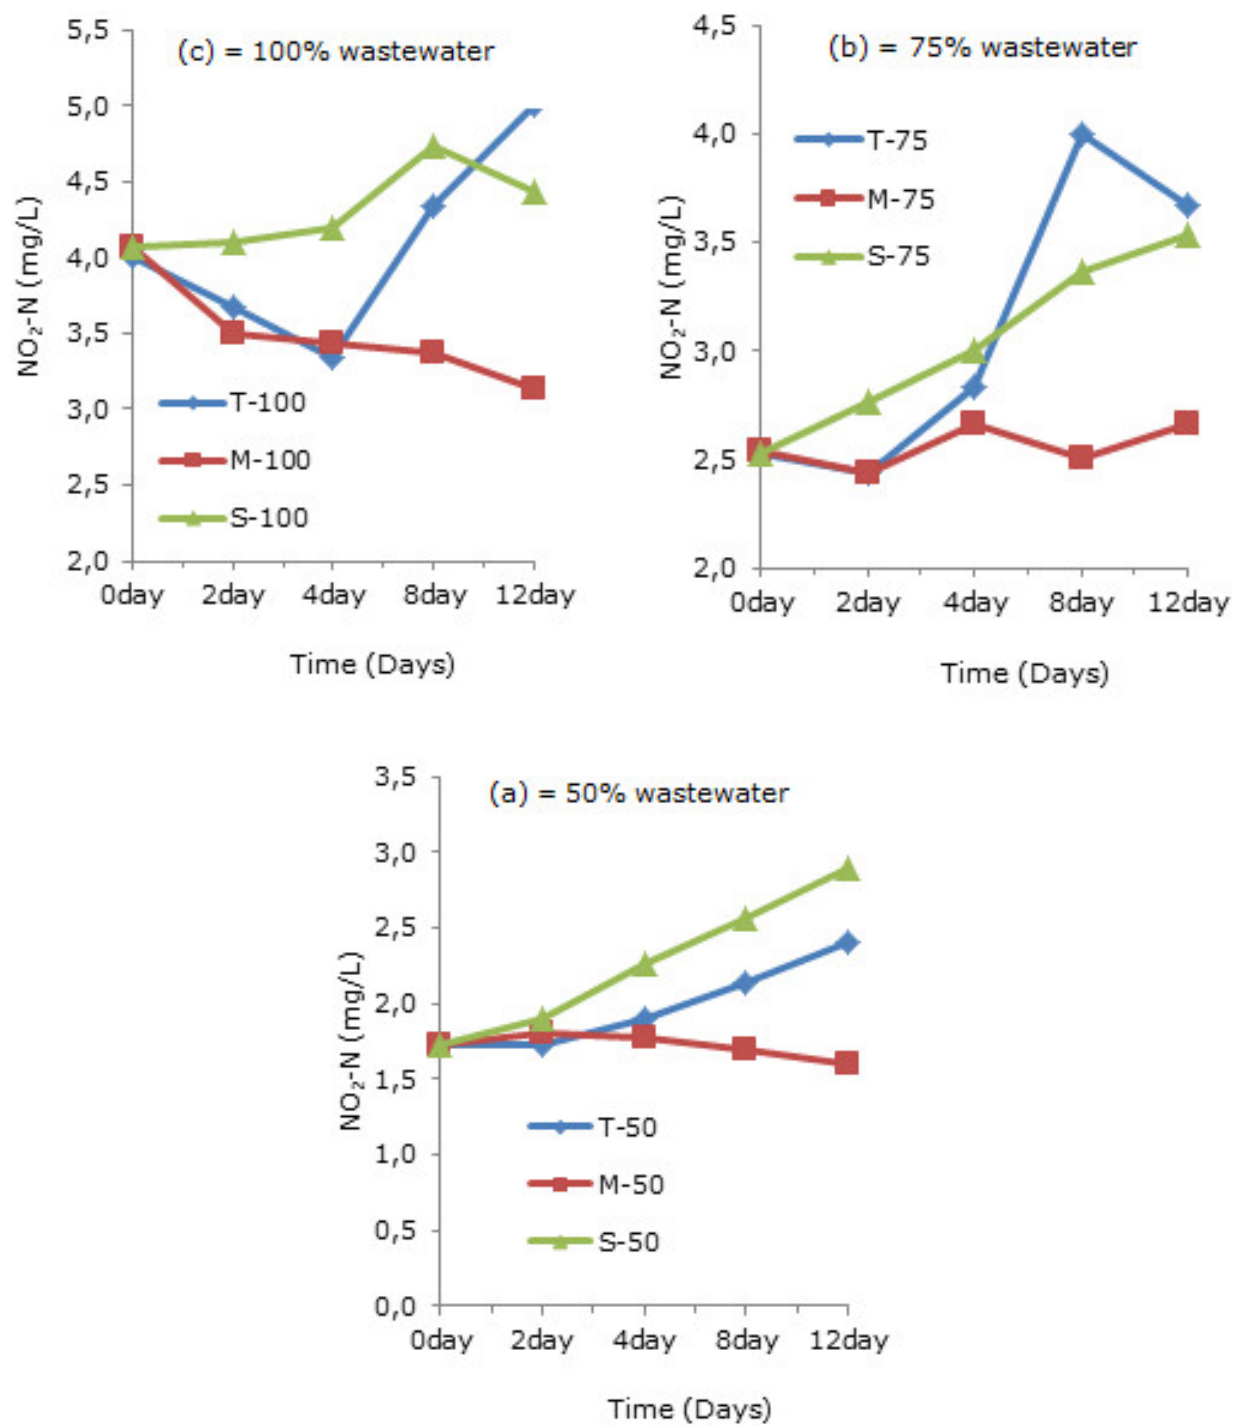 (c) = 100% wastewater
NO₂-N (mg/L)
5,5
5,0
4,5
4,0
3,5
3,0
2,5
2,0
T-100
M-100
S-100
0day 2day 4day 8day 12day
Time (Days)
(b) = 75% wastewater
NO₂-N (mg/L)
4,5
4,0
3,5
3,0
2,5
2,0
T-75
M-75
S-75
0day 2day 4day 8day 12day
Time (Days)
(a) = 50% wastewater
NO₂-N (mg/L)
3,5
3,0
2,5
2,0
1,5
1,0
0,5
0,0
T-50
M-50
S-50
0day 2day 4day 8day 12day
Time (Days)